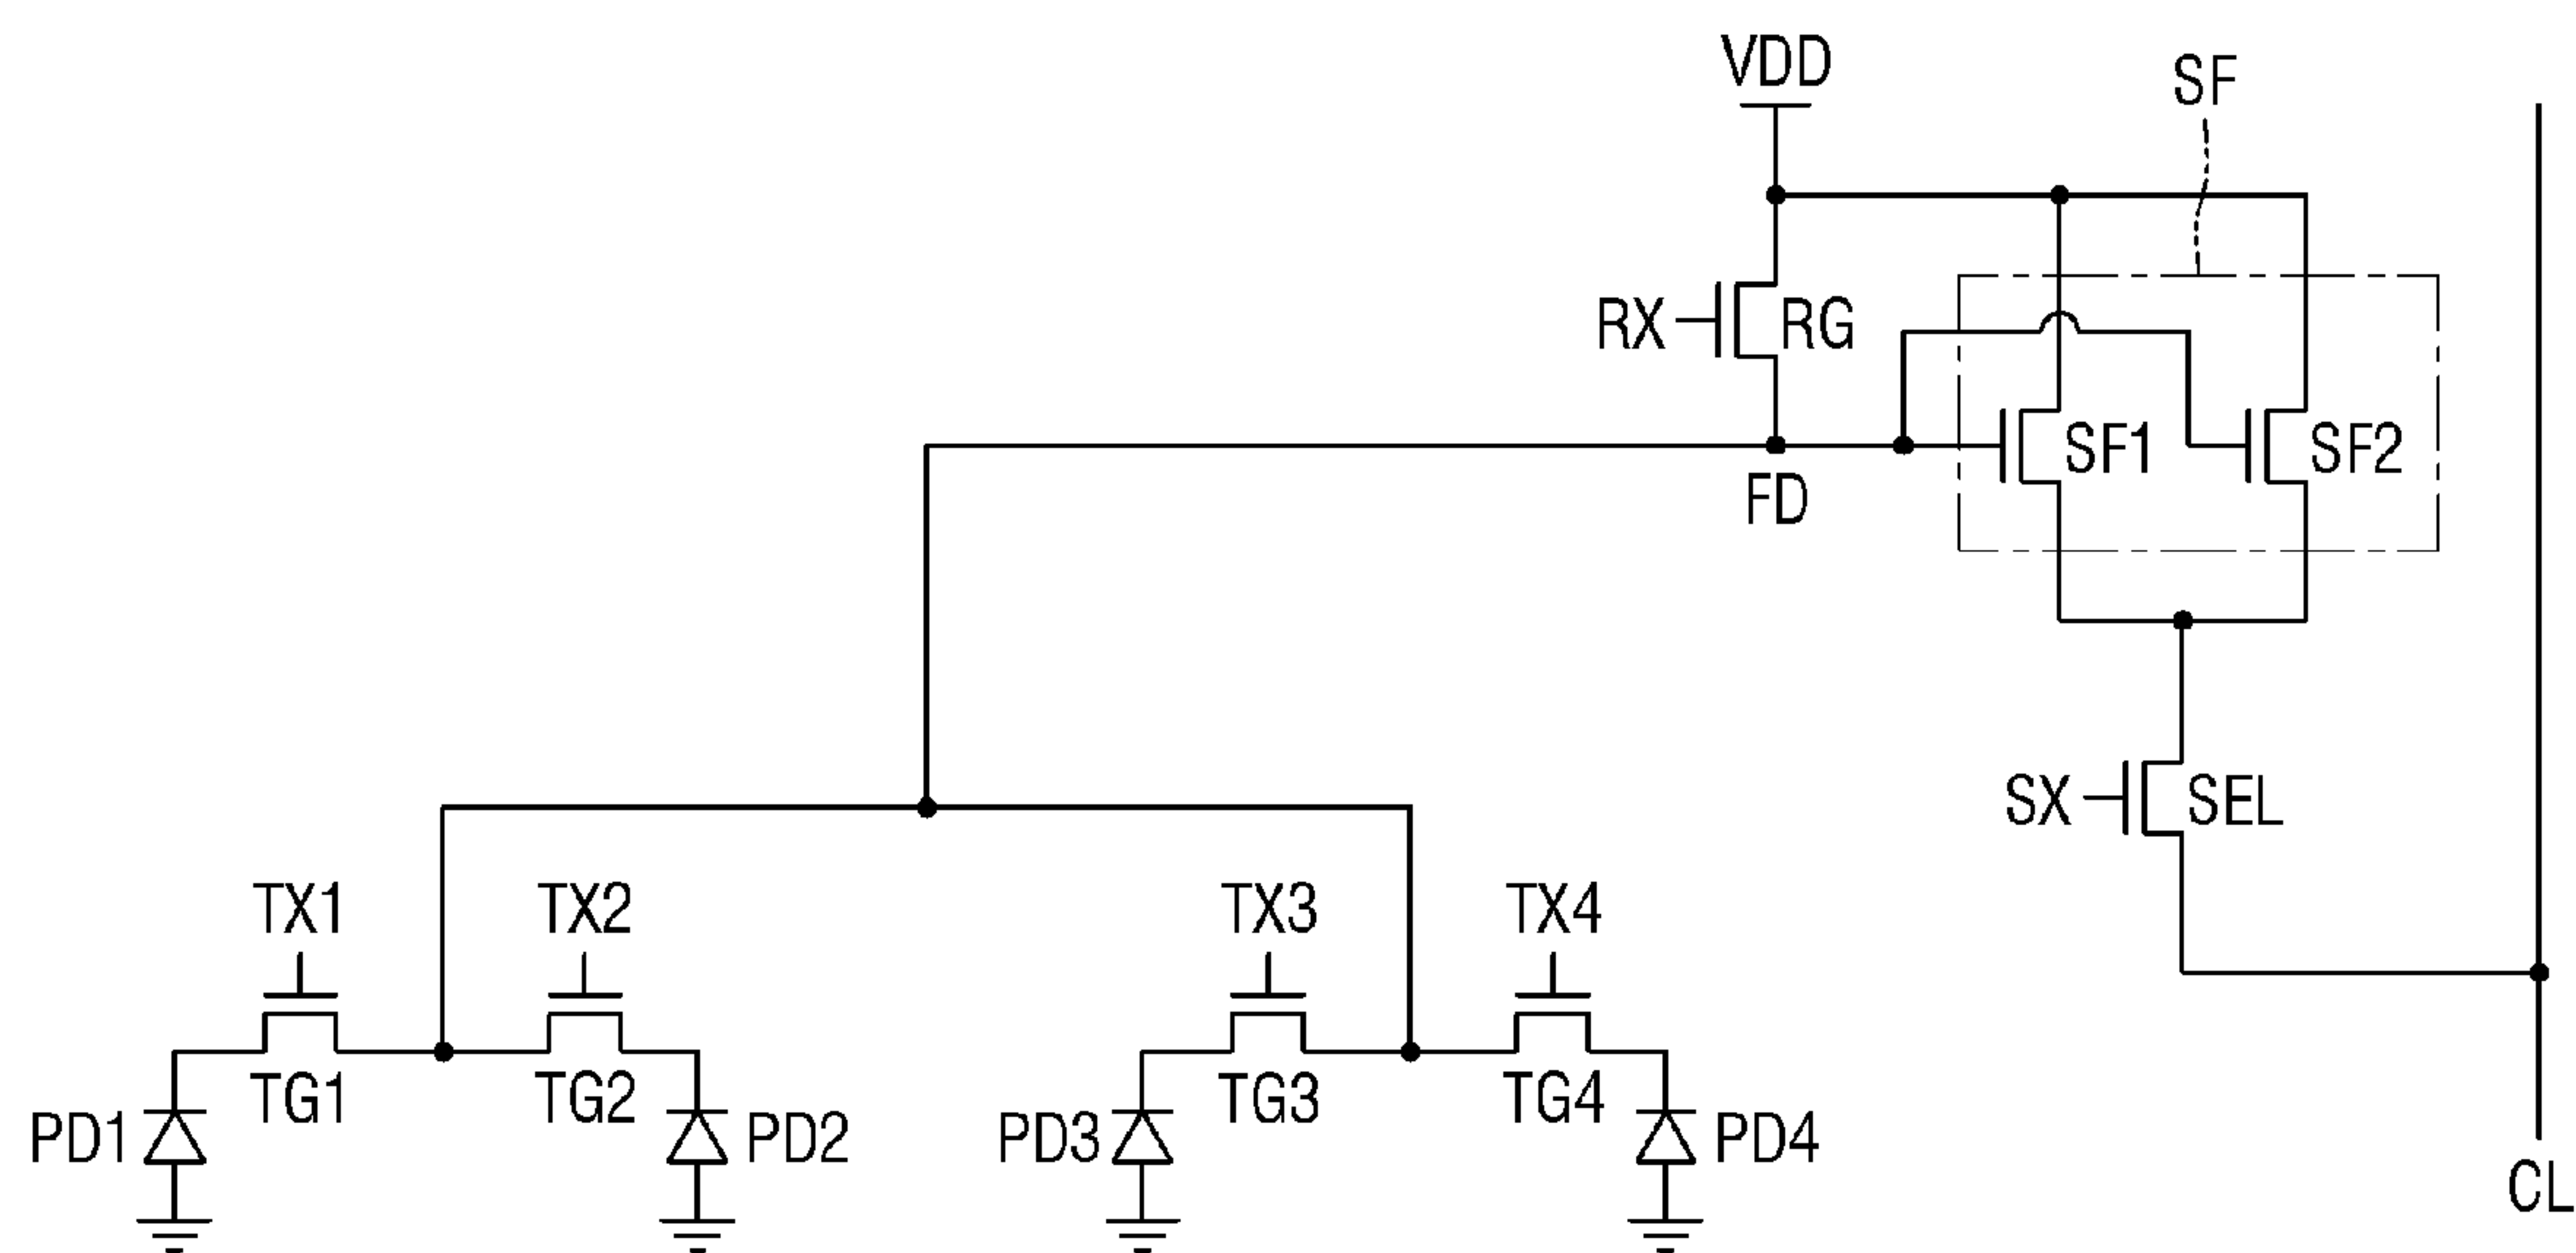 VDD
SF
RX
RG
SF1
SF2
FD
SX
SEL
TX1
TX2
TX3
TX4
TG1
TG2
TG3
TG4
PD1
PD2
PD3
PD4
CL